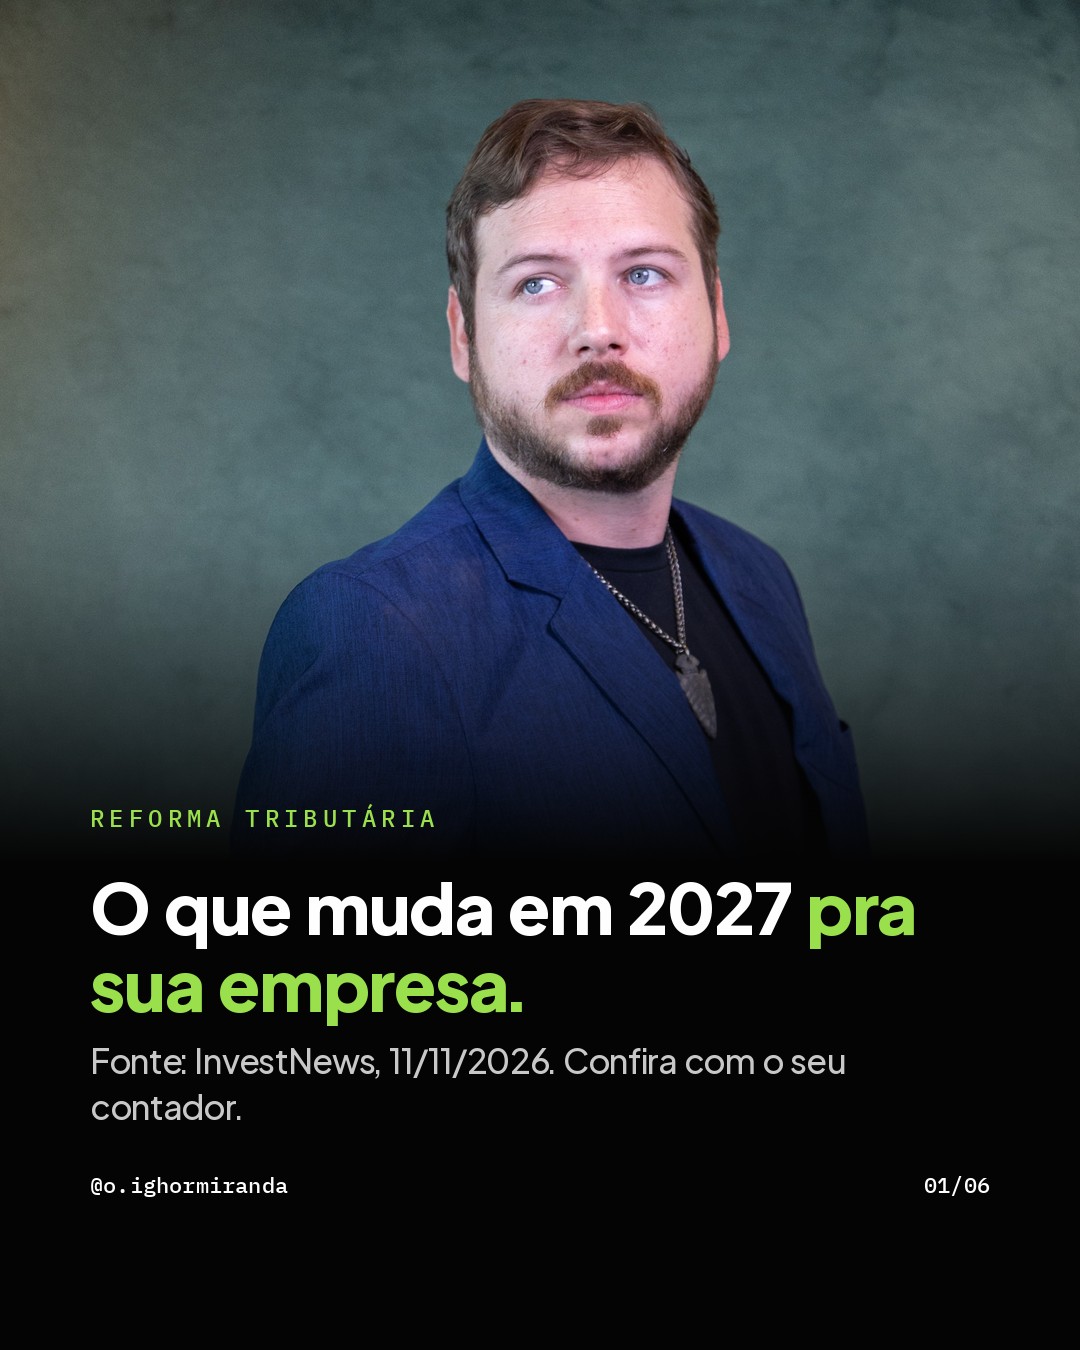 REFORMA TRIBUTÁRIA
O que muda em 2027 pra
sua empresa.
Fonte: InvestNews, 11/11/2026. Confira com o seu
contador.
@o.ighormiranda
01/06